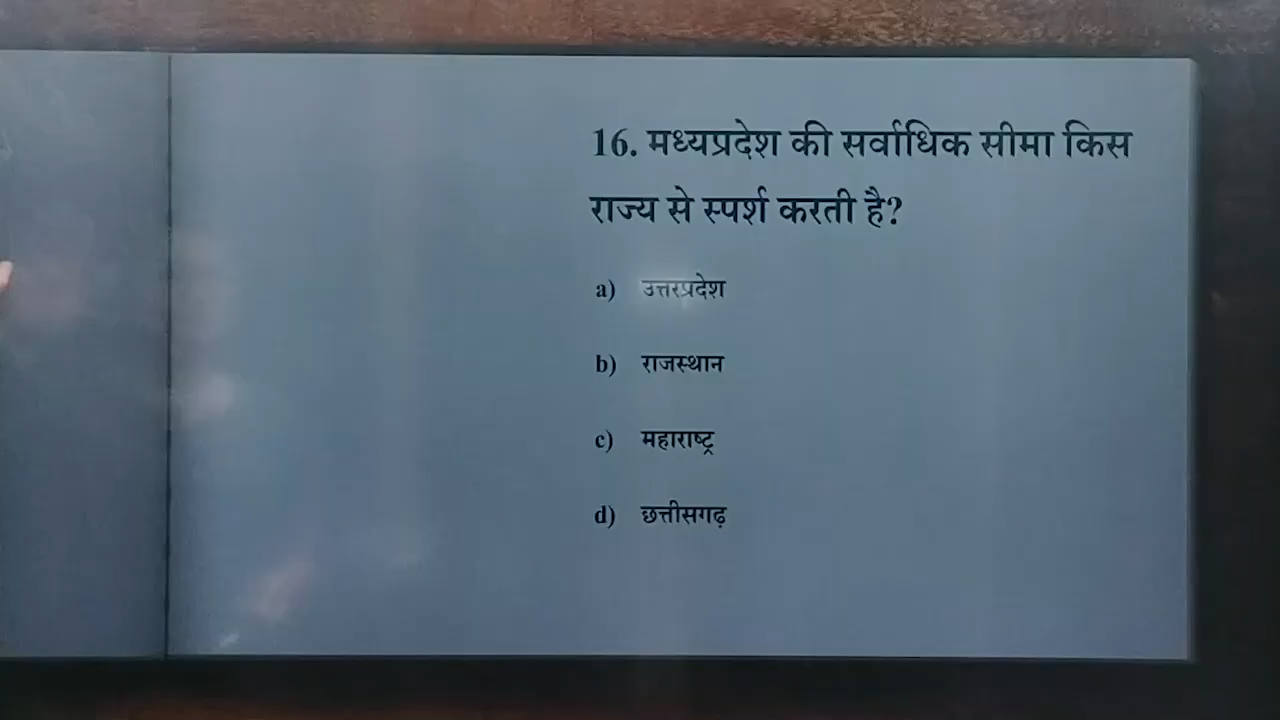 16. मध्यप्रदेश की सर्वाधिक सीमा किस
राज्य से स्पर्श करती है?
a) उत्तरप्रदेश
b) राजस्थान
c) महाराष्ट्र
d) छत्तीसगढ़